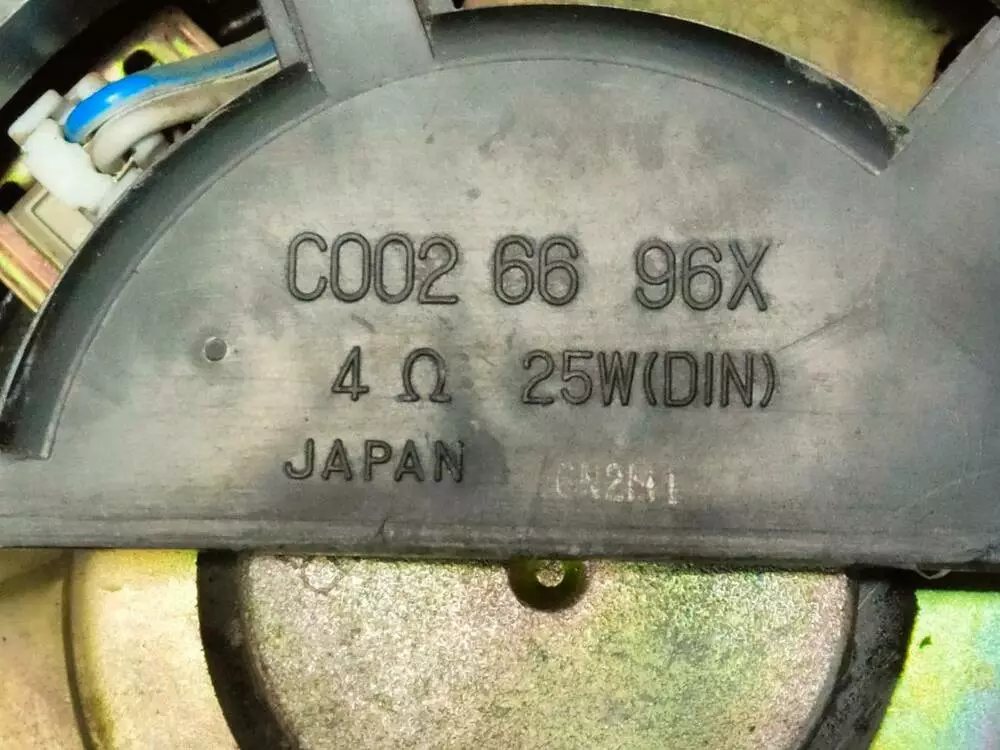 C002 66 96X
4 Ω 25W(DIN)
JAPAN